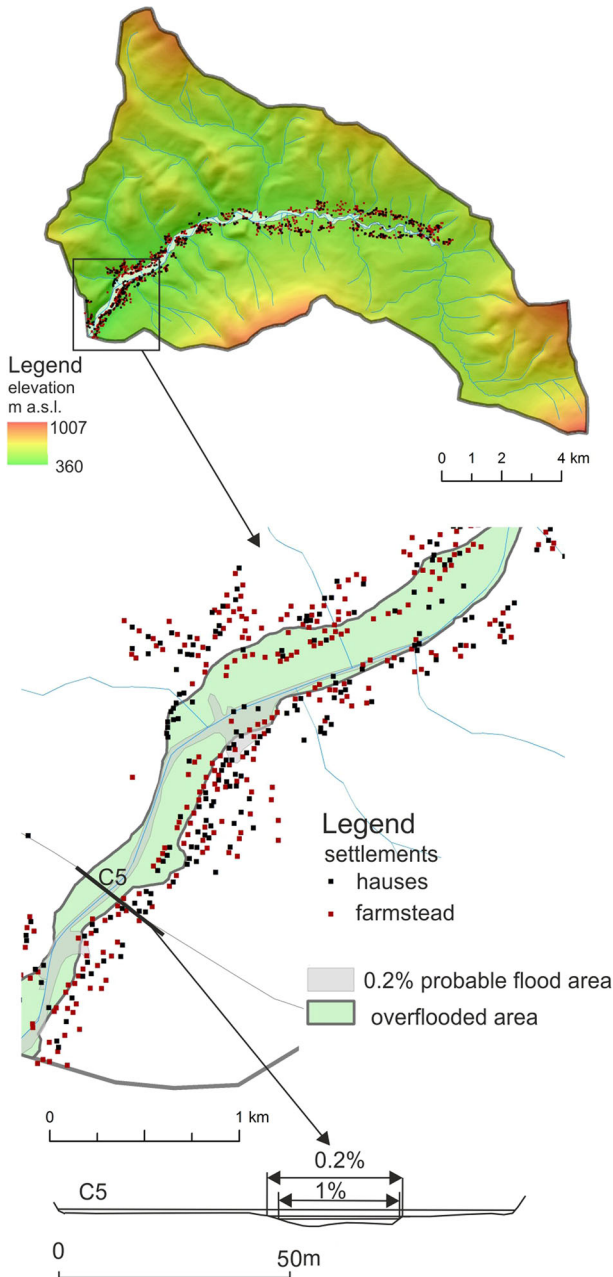 Legend
elevation
m a.s.l.
1007
360
0 1 2 4 km
C5
Legend
settlements
hauses
farmstead
0.2% probable flood area
overflooded area
0 1 km
0.2%
1%
C5
0 50m